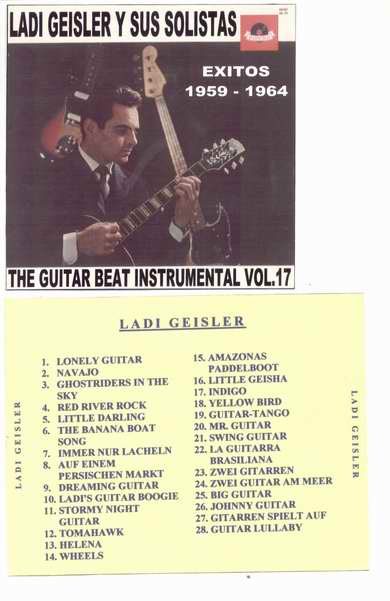 LADI GEISLER Y SUS SOLISTAS
EXITOS
1959 - 1964
THE GUITAR BEAT INSTRUMENTAL VOL.17
LADI GEISLER
LADI GEISLER
1. LONELY GUITAR
2. NAVAJO
3. GHOSTRIDERS IN THE
SKY
4. RED RIVER ROCK
5. LITTLE DARLING
6. THE BANANA BOAT
SONG
7. IMMER NUR LACHELN
8. AUF EINEM
PERSISCHEN MARKT
9. DREAMING GUITAR
10. LADI'S GUITAR BOOGIE
11. STORMY NIGHT
GUITAR
12. TOMAHAWK
13. HELENA
14. WHEELS
15. AMAZONAS
PADDELBOOT
16. LITTLE GEISHA
17. INDIGO
18. YELLOW BIRD
19. GUITAR-TANGO
20. MR. GUITAR
21. SWING GUITAR
22. LA GUITARRA
BRASILIANA
23. ZWEI GITARREN
24. ZWEI GUITAR AM MEER
25. BIG GUITAR
26. JOHNNY GUITAR
27. GITARREN SPIELT AUF
28. GUITAR LULLABY
LADI GEISLER